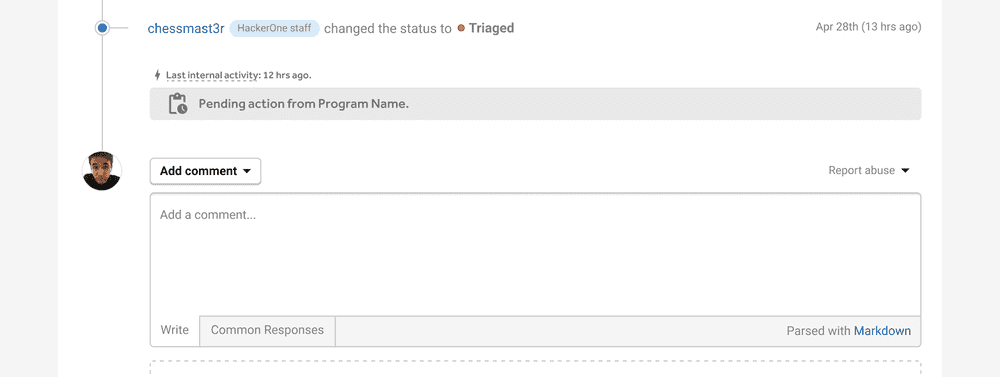 chessmast3r HackerOne staff changed the status to Triaged Apr 28th (13 hrs ago)
Last internal activity: 12 hrs ago.
Pending action from Program Name.
Add comment Report abuse
Add a comment...
Write Common Responses Parsed with Markdown